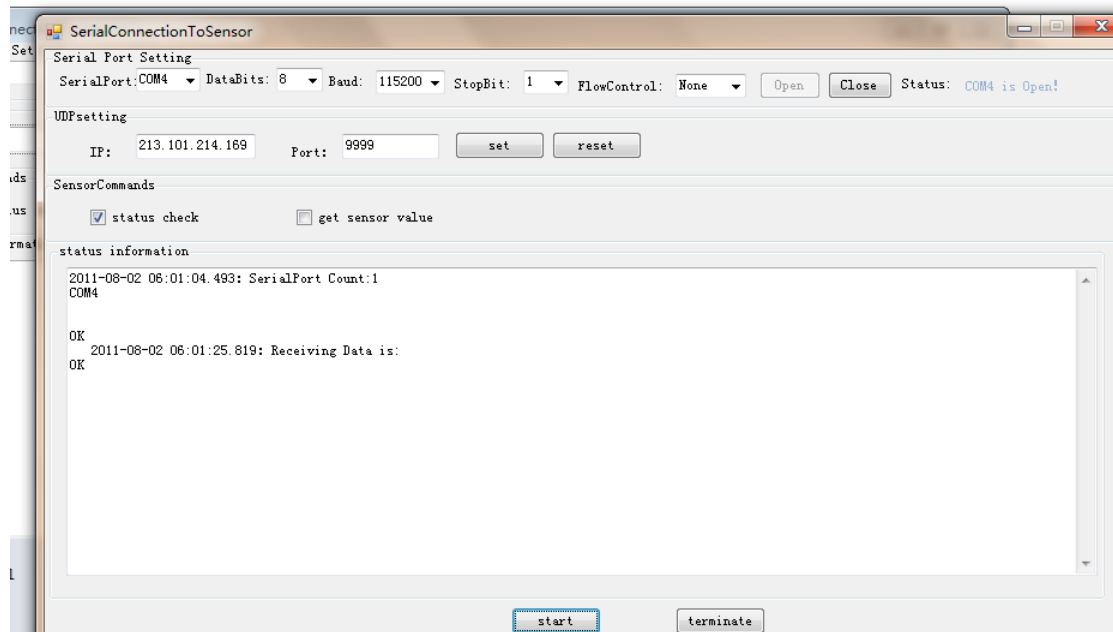 SerialConnectionToSensor
Set
Serial Port Setting
SerialPort: COM4 DataBits: 8 Baud: 115200 StopBit: 1 FlowControl: None Open Close Status: COM4 is Open!
UDPsetting
IP: 213.101.214.169 Port: 9999 set reset
SensorCommands
status check get sensor value
status information
2011-08-02 06:01:04.493: SerialPort Count:1
COM4
OK
2011-08-02 06:01:25.819: Receiving Data is:
OK
start terminate